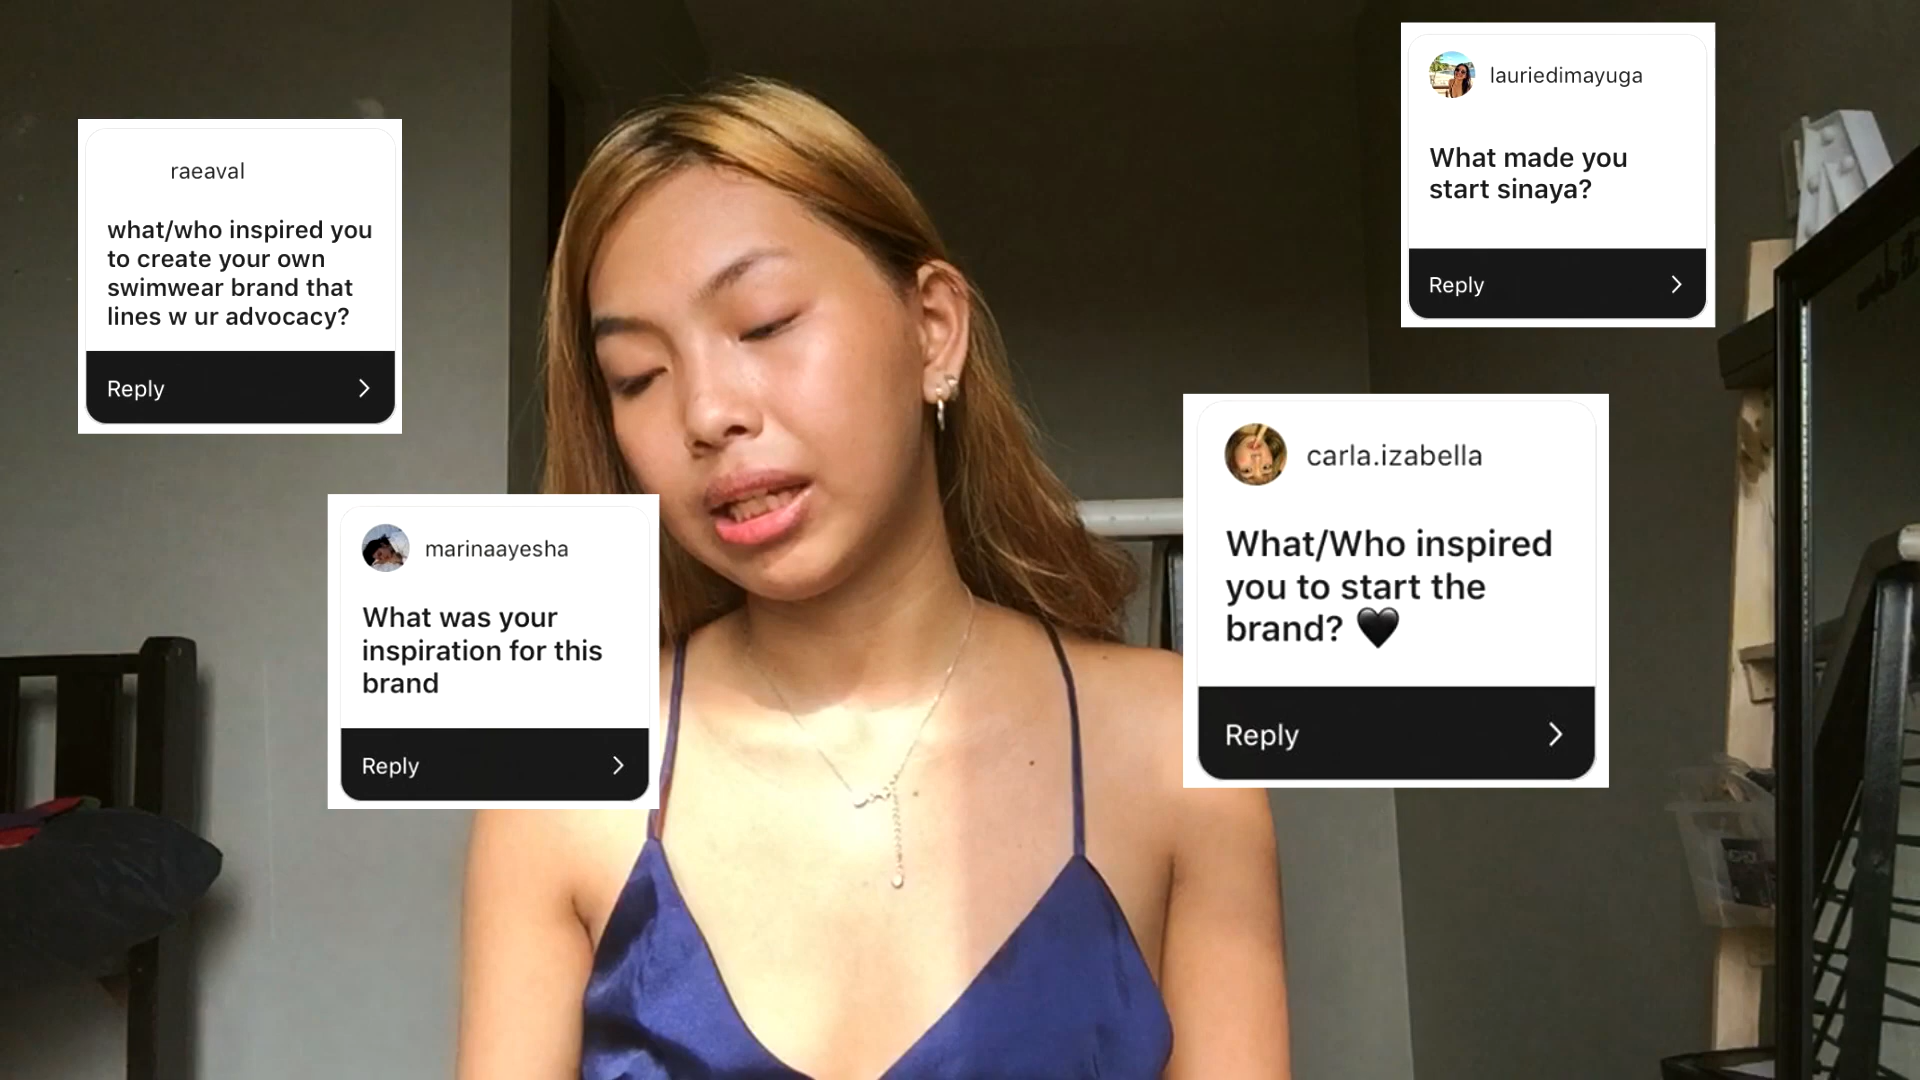 raeaval
what/who inspired you
to create your own
swimwear brand that
lines w ur advocacy?
Reply
marinaayesha
What was your
inspiration for this
brand
Reply
lauriedimayuga
What made you
start sinaya?
Reply
carla.izabella
What/Who inspired
you to start the
brand? 🖤
Reply